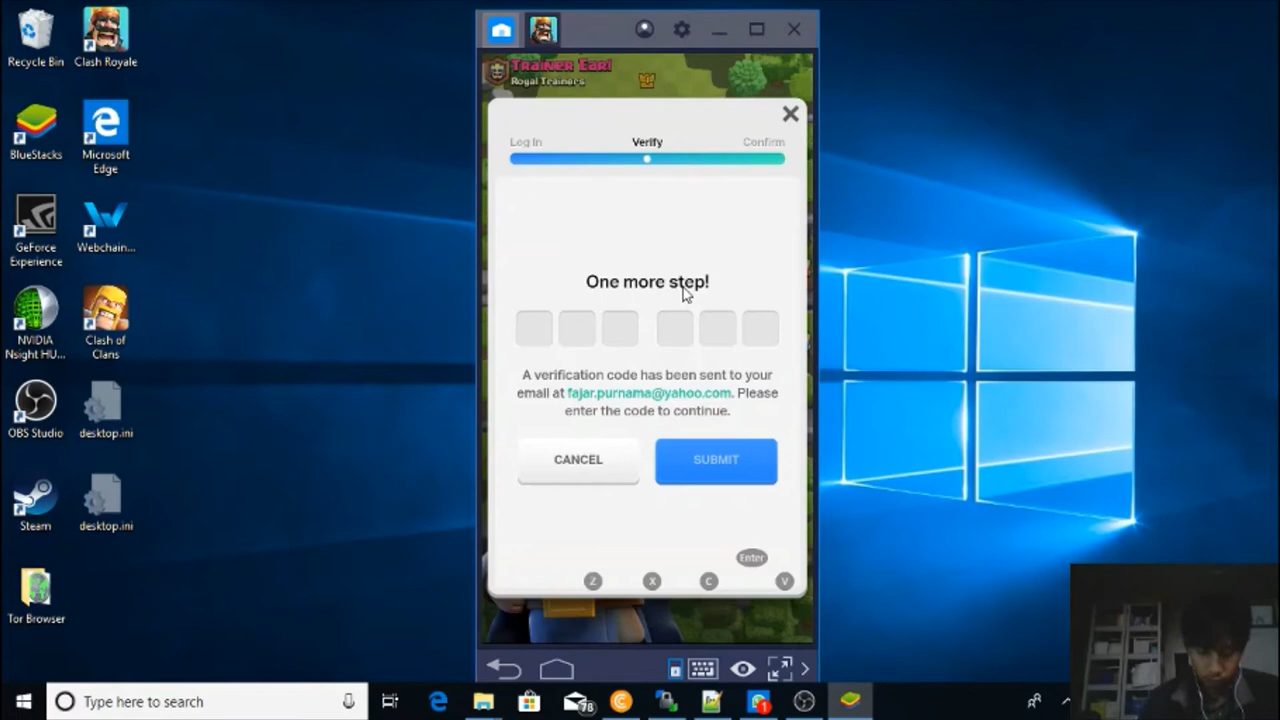 Recycle Bin
Clash Royale
BlueStacks
Microsoft
Edge
GeForce
Experience
Webchain...
NVIDIA
Nsight HU...
Clash of
Clans
OBS Studio
desktop.ini
Steam
desktop.ini
Tor Browser
Trainer Earl
Royal Trainers
Log In
Verify
Confirm
One more step!
A verification code has been sent to your
email at fajar.purnama@yahoo.com. Please
enter the code to continue.
CANCEL
SUBMIT
Enter
Z
X
C
V
Type here to search
78
1